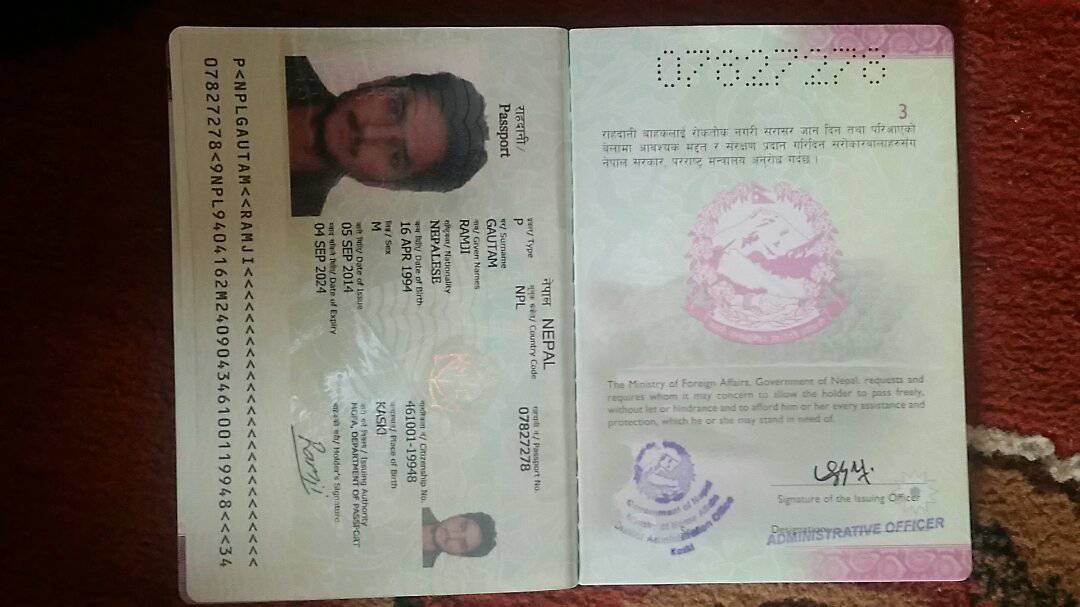 राहदानी/
Passport
नेपाल NEPAL
प्रकार/ Type
P
मुलुक संकेत/ Country Code
NPL
राहदानी नं./ Passport No.
07827278
थर/ Surname
GAUTAM
नाम/ Given Names
RAMJI
राष्ट्रियता/ Nationality
NEPALESE
जन्म मिति/ Date of Birth
16 APR 1994
नागरिकता नं./ Citizenship No.
461001-19948
लिङ्ग/ Sex
M
जन्मस्थान/ Place of Birth
KASKI
जारी मिति/ Date of Issue
05 SEP 2014
जारी गर्ने निकाय/ Issuing Authority
MOFA, DEPARTMENT OF PASSPORT
Date of Expiry
04 SEP 2024
Holder's Signature
Ramji
P<NPLGAUTAM<<RAMJI<<<<<<<<<<<<<<<<<<<<<<<<<<
07827278<9NPL9404162M240904346100119948<<<34
07827278
3
राहदानी बाहकलाई रोकतोक नगरी सरासर जान दिन तथा परिआएको
बेलामा आवश्यक मद्दत र संरक्षण प्रदान गरिदिन सरोकारवालाहरुसंग
नेपाल सरकार, परराष्ट्र मन्त्रालय अनुरोध गर्दछ ।
The Ministry of Foreign Affairs, Government of Nepal, requests and
requires whom it may concern to allow the holder to pass freely,
without let or hindrance and to afford him or her every assistance and
protection, which he or she may stand in need of.
Government of Nepal
Ministry of Home Affairs
District Administration Office
Kaski
Signature of the Issuing Officer
Designation
ADMINISTRATIVE OFFICER